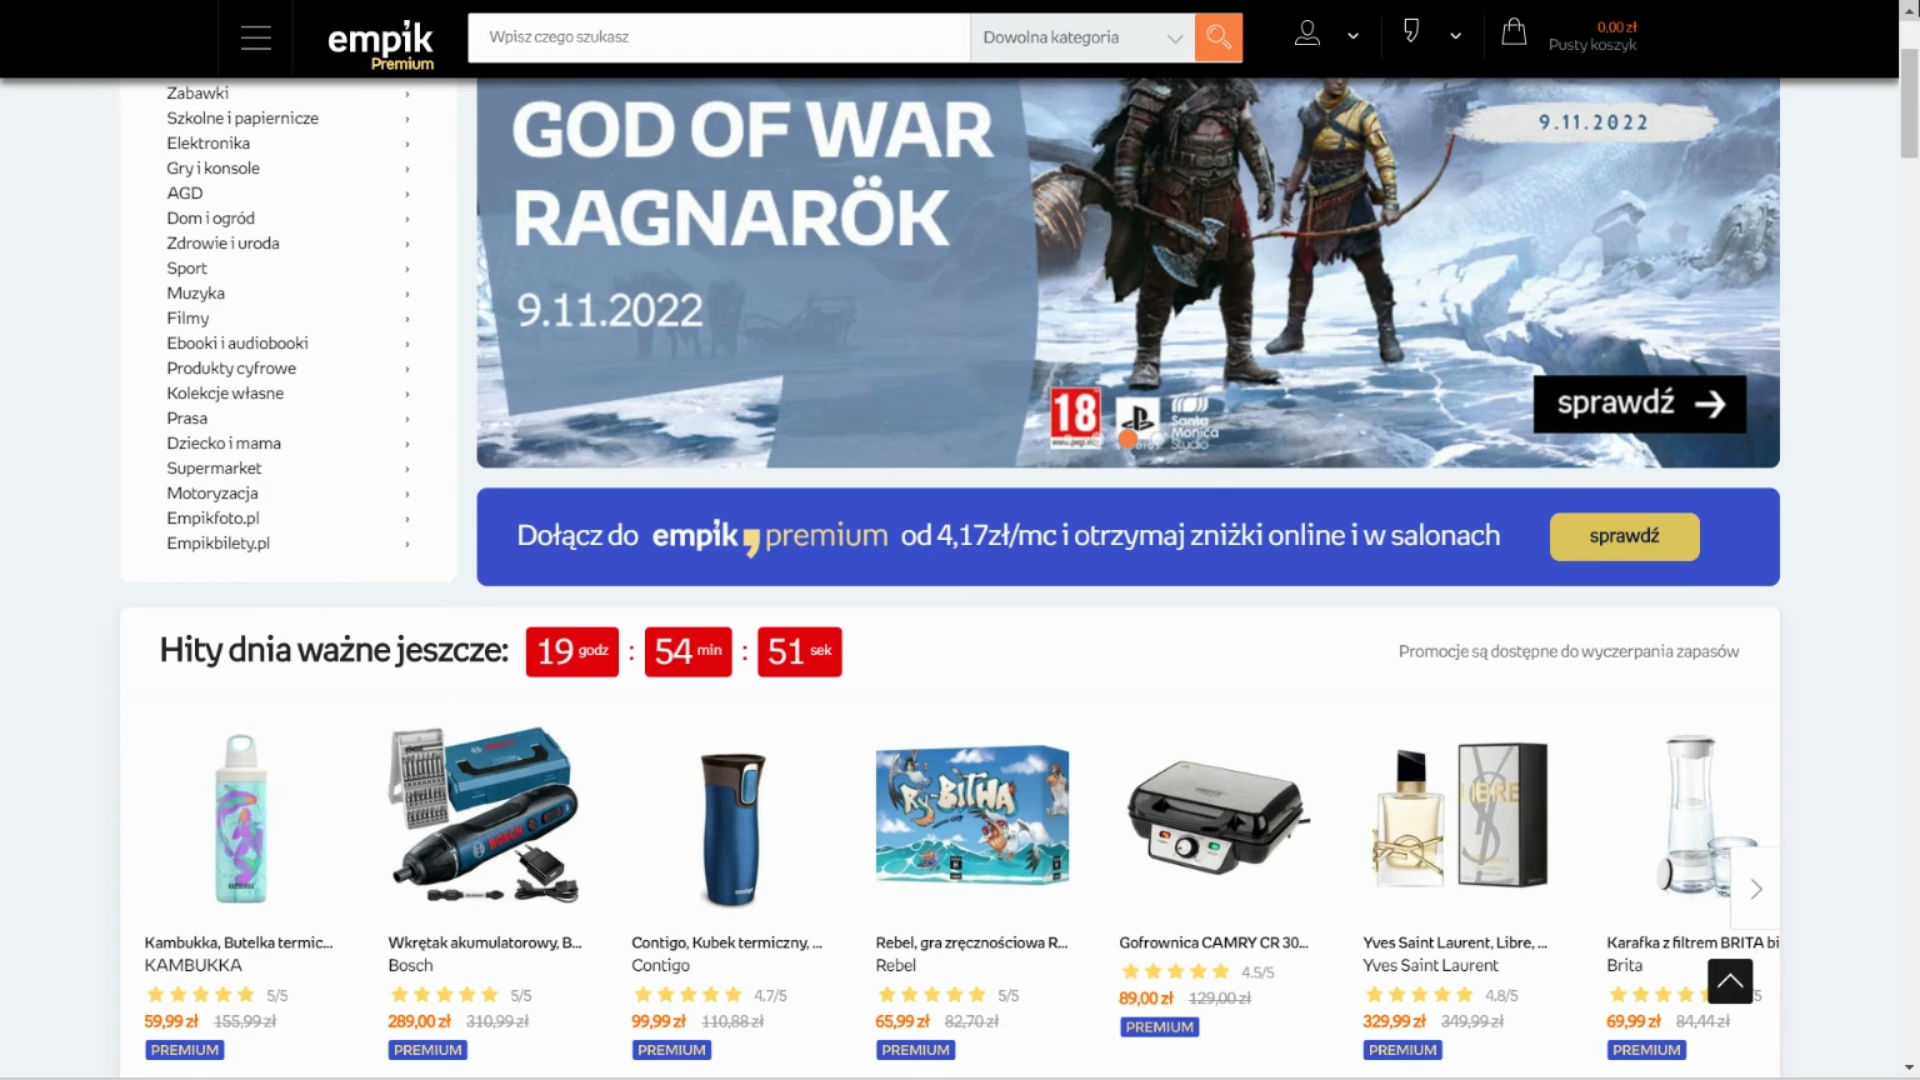 empik
Premium
Wpisz czego szukasz
Dowolna kategoria
0,00 zł
Pusty koszyk
Zabawki
Szkolne i papiernicze
Elektronika
Gry i konsole
AGD
Dom i ogród
Zdrowie i uroda
Sport
Muzyka
Filmy
Ebooki i audiobooki
Produkty cyfrowe
Kolekcje własne
Prasa
Dziecko i mama
Supermarket
Motoryzacja
Empikfoto.pl
Empikbilety.pl
GOD OF WAR
RAGNARÖK
9.11.2022
9.11.2022
18
Santa
Monica
Studio
sprawdź
Dołącz do empik premium od 4,17zł/mc i otrzymaj zniżki online i w salonach
sprawdź
Hity dnia ważne jeszcze: 19 godz : 54 min : 51 sek
Promocje są dostępne do wyczerpania zapasów
KAMBUKKA
BOSCH
contigo
Ry-BITWA
LIBRE
Kambukka, Butelka termic...
KAMBUKKA
5/5
59,99 zł 155,99 zł
PREMIUM
Wkrętak akumulatorowy, B...
Bosch
5/5
289,00 zł 310,99 zł
PREMIUM
Contigo, Kubek termiczny, ...
Contigo
4.7/5
99,99 zł 110,88 zł
PREMIUM
Rebel, gra zręcznościowa R...
Rebel
5/5
65,99 zł 82,70 zł
PREMIUM
Gofrownica CAMRY CR 30...
4.5/5
89,00 zł 129,00 zł
PREMIUM
Yves Saint Laurent, Libre, ...
Yves Saint Laurent
4.8/5
329,99 zł 349,99 zł
PREMIUM
Karafka z filtrem BRITA bi
Brita
69,99 zł 84,44 zł
PREMIUM